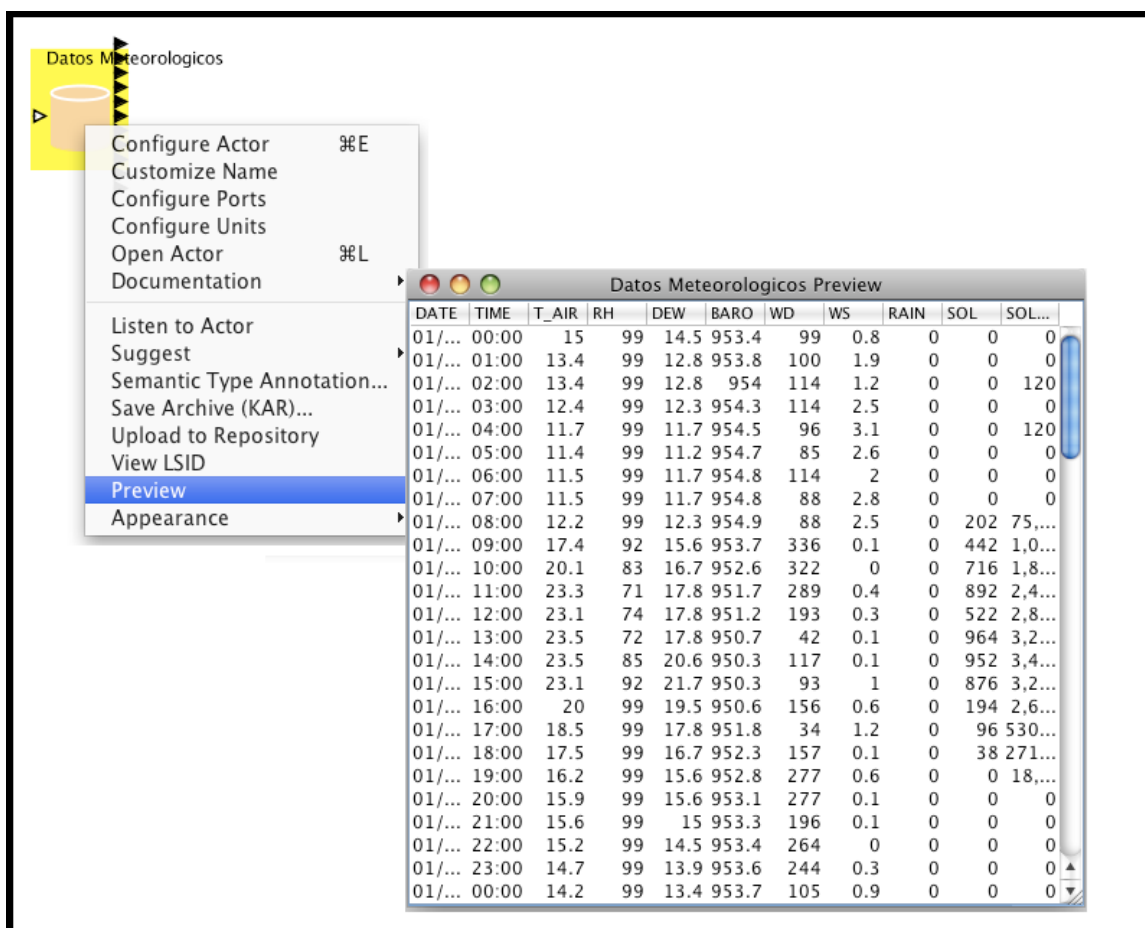 Datos Meteorologicos
Configure Actor ⌘E
Customize Name
Configure Ports
Configure Units
Open Actor ⌘L
Documentation
Listen to Actor
Suggest
Semantic Type Annotation...
Save Archive (KAR)...
Upload to Repository
View LSID
Preview
Appearance
Datos Meteorologicos Preview
DATE TIME T_AIR RH DEW BARO WD WS RAIN SOL SOL...
01/... 00:00 15 99 14.5 953.4 99 0.8 0 0 0
01/... 01:00 13.4 99 12.8 953.8 100 1.9 0 0 0
01/... 02:00 13.4 99 12.8 954 114 1.2 0 0 120
01/... 03:00 12.4 99 12.3 954.3 114 2.5 0 0 0
01/... 04:00 11.7 99 11.7 954.5 96 3.1 0 0 120
01/... 05:00 11.4 99 11.2 954.7 85 2.6 0 0 0
01/... 06:00 11.5 99 11.7 954.8 114 2 0 0 0
01/... 07:00 11.5 99 11.7 954.8 88 2.8 0 0 0
01/... 08:00 12.2 99 12.3 954.9 88 2.5 0 202 75,...
01/... 09:00 17.4 92 15.6 953.7 336 0.1 0 442 1,0...
01/... 10:00 20.1 83 16.7 952.6 322 0 0 716 1,8...
01/... 11:00 23.3 71 17.8 951.7 289 0.4 0 892 2,4...
01/... 12:00 23.1 74 17.8 951.2 193 0.3 0 522 2,8...
01/... 13:00 23.5 72 17.8 950.7 42 0.1 0 964 3,2...
01/... 14:00 23.5 85 20.6 950.3 117 0.1 0 952 3,4...
01/... 15:00 23.1 92 21.7 950.3 93 1 0 876 3,2...
01/... 16:00 20 99 19.5 950.6 156 0.6 0 194 2,6...
01/... 17:00 18.5 99 17.8 951.8 34 1.2 0 96 530...
01/... 18:00 17.5 99 16.7 952.3 157 0.1 0 38 271...
01/... 19:00 16.2 99 15.6 952.8 277 0.6 0 0 18,...
01/... 20:00 15.9 99 15.6 953.1 277 0.1 0 0 0
01/... 21:00 15.6 99 15 953.3 196 0.1 0 0 0
01/... 22:00 15.2 99 14.5 953.4 264 0 0 0 0
01/... 23:00 14.7 99 13.9 953.6 244 0.3 0 0 0
01/... 00:00 14.2 99 13.4 953.7 105 0.9 0 0 0